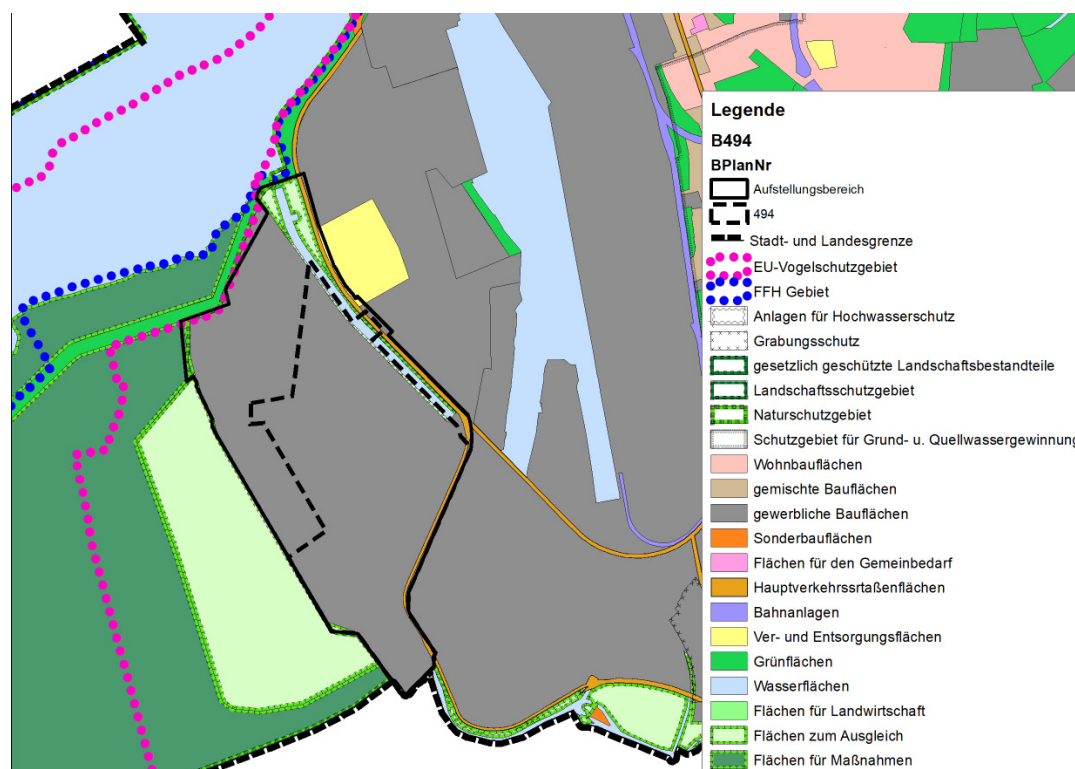 Legende
B494
BPlanNr
Aufstellungsbereich
494
Stadt- und Landesgrenze
EU-Vogelschutzgebiet
FFH Gebiet
Anlagen für Hochwasserschutz
Grabungsschutz
gesetzlich geschützte Landschaftsbestandteile
Landschaftsschutzgebiet
Naturschutzgebiet
Schutzgebiet für Grund- u. Quellwassergewinnung
Wohnbauflächen
gemischte Bauflächen
gewerbliche Bauflächen
Sonderbauflächen
Flächen für den Gemeinbedarf
Hauptverkehrssrtaßenflächen
Bahnanlagen
Ver- und Entsorgungsflächen
Grünflächen
Wasserflächen
Flächen für Landwirtschaft
Flächen zum Ausgleich
Flächen für Maßnahmen